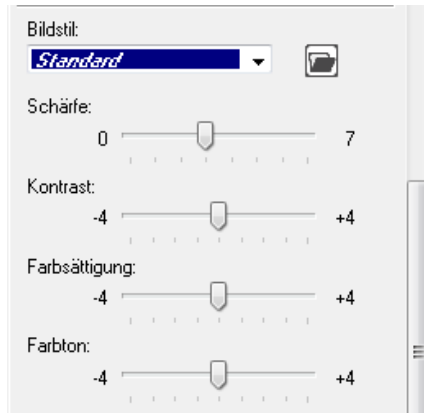 Bildstil:
Standard
Schärfe:
0 7
Kontrast:
-4 +4
Farbsättigung:
-4 +4
Farbton:
-4 +4